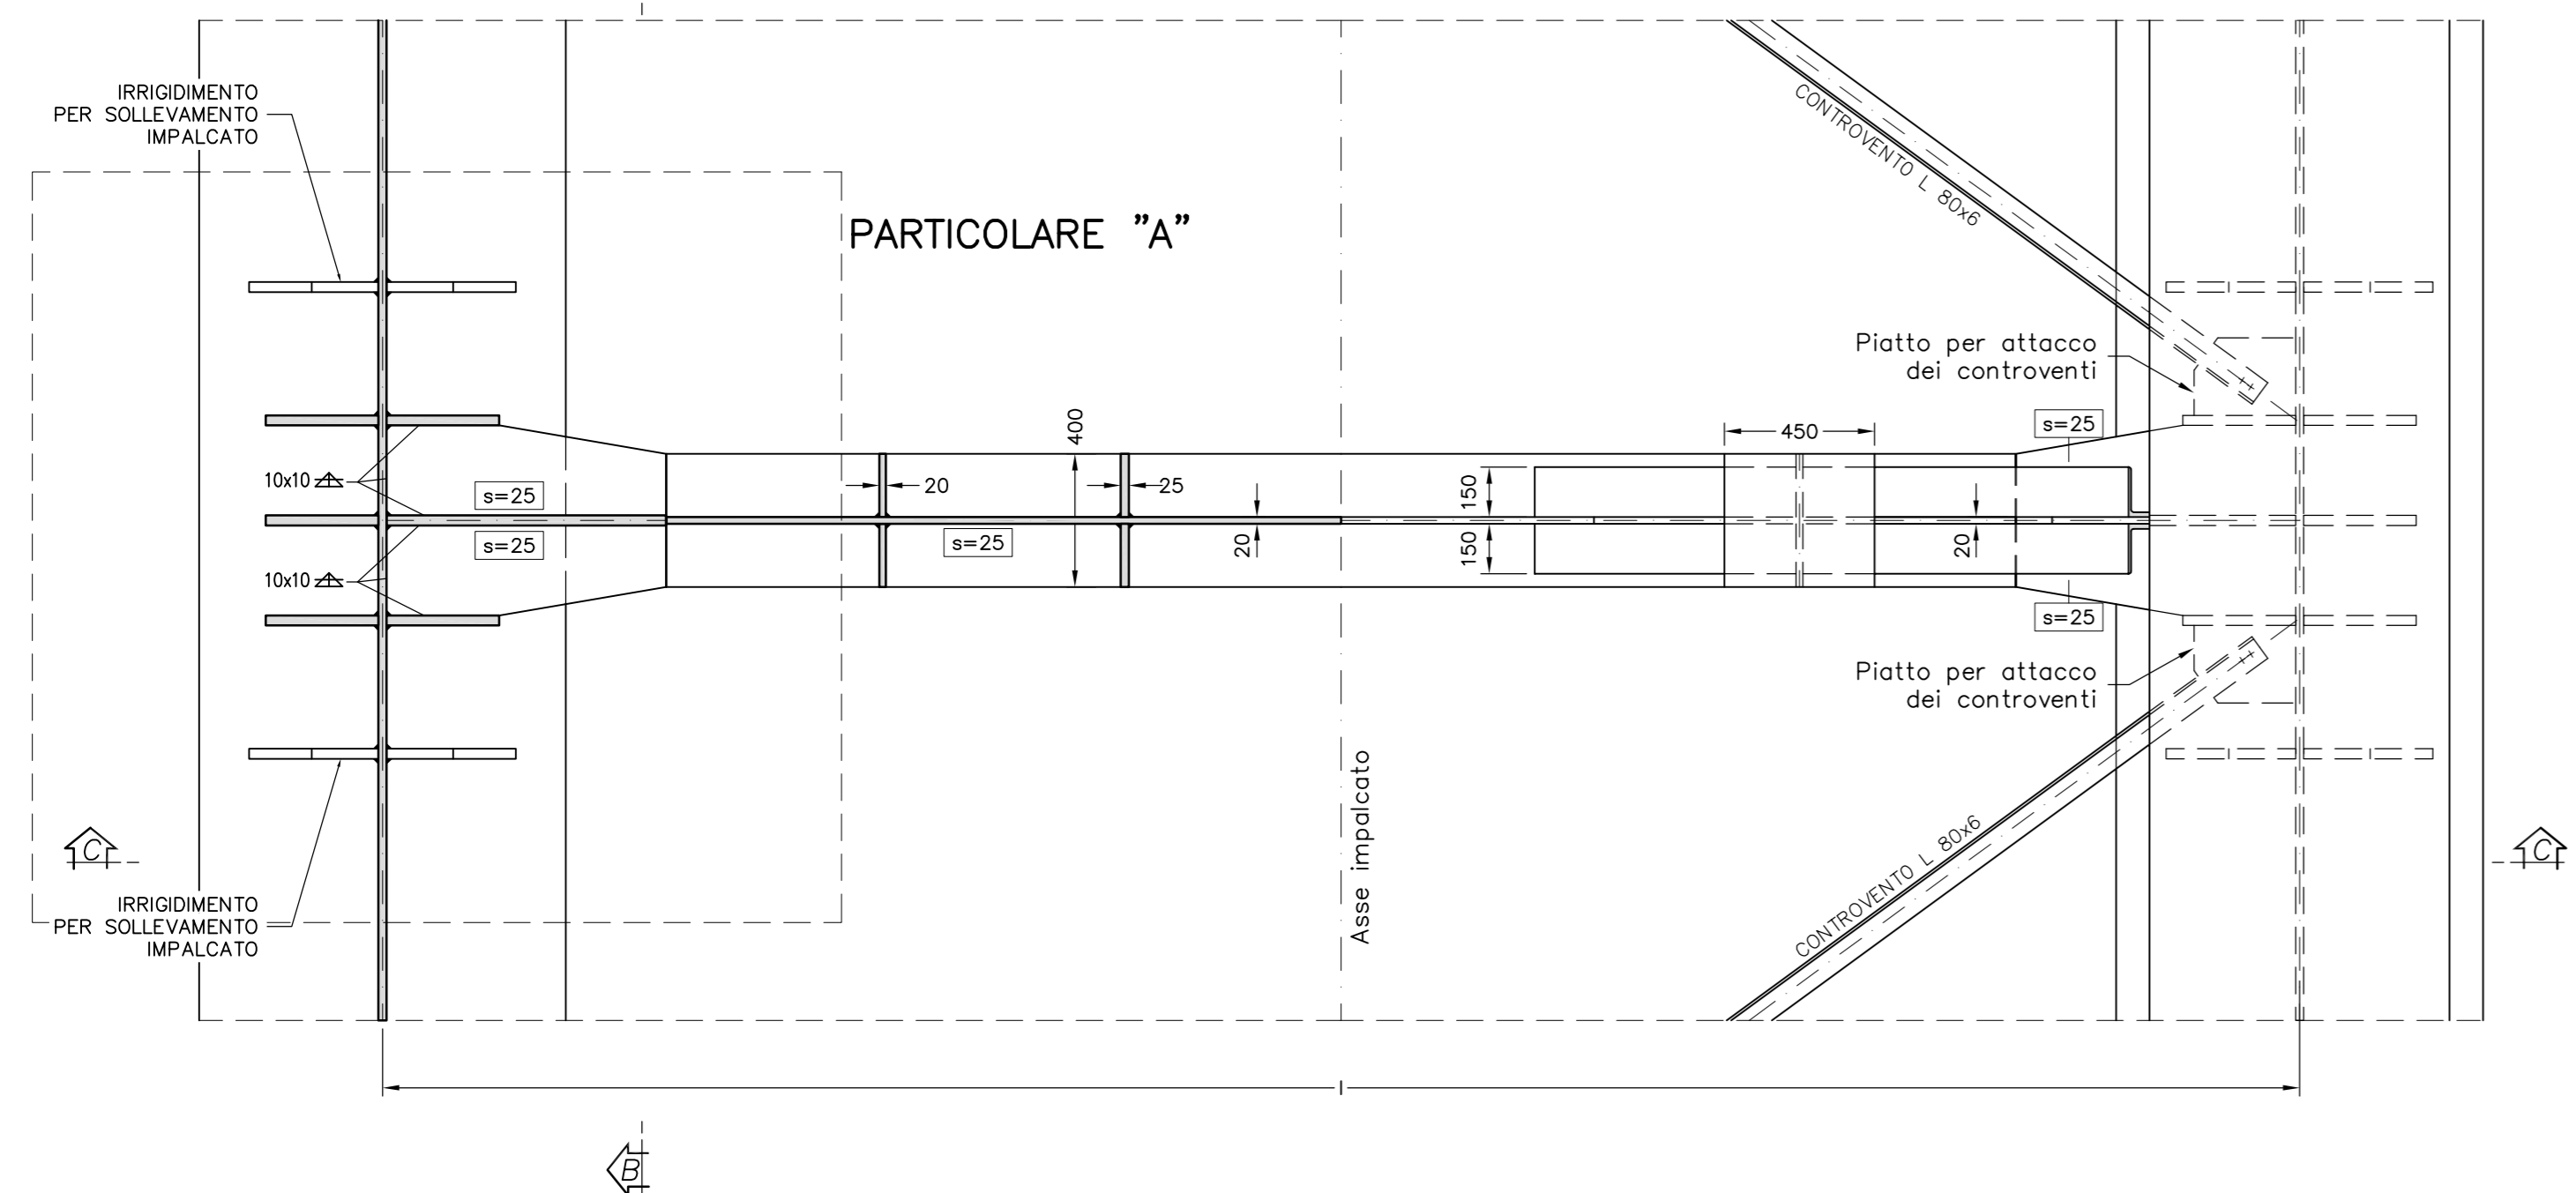 IRRIGIDIMENTO
PER SOLLEVAMENTO
IMPALCATO
PARTICOLARE "A"
CONTROVENTO L 80x6
Piatto per attacco
dei controventi
400
450
s=25
10x10
s=25
20
25
150
s=25
s=25
20
150
20
10x10
s=25
Piatto per attacco
dei controventi
Asse impalcato
CONTROVENTO L 80x6
C
C
IRRIGIDIMENTO
PER SOLLEVAMENTO
IMPALCATO
B